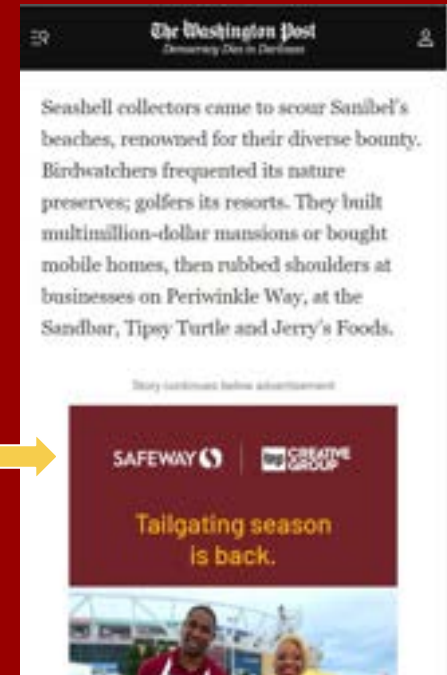 The Washington Post
Democracy Dies in Darkness
Seashell collectors came to scour Sanibel's
beaches, renowned for their diverse bounty.
Birdwatchers frequented its nature
preserves; golfers its resorts. They built
multimillion-dollar mansions or bought
mobile homes, then rubbed shoulders at
businesses on Periwinkle Way, at the
Sandbar, Tipsy Turtle and Jerry's Foods.
Story continues below advertisement
SAFEWAY
CREATIVE
GROUP
Tailgating season
is back.